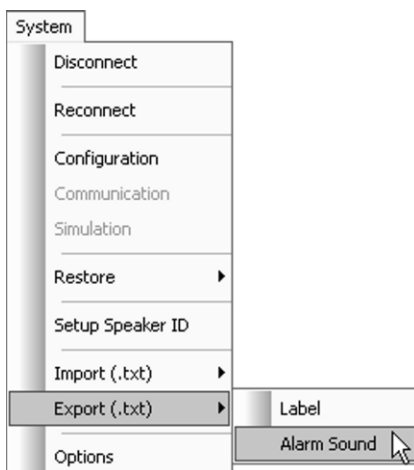 System
Disconnect
Reconnect
Configuration
Communication
Simulation
Restore
Setup Speaker ID
Import (.txt)
Export (.txt)
Label
Alarm Sound
Options